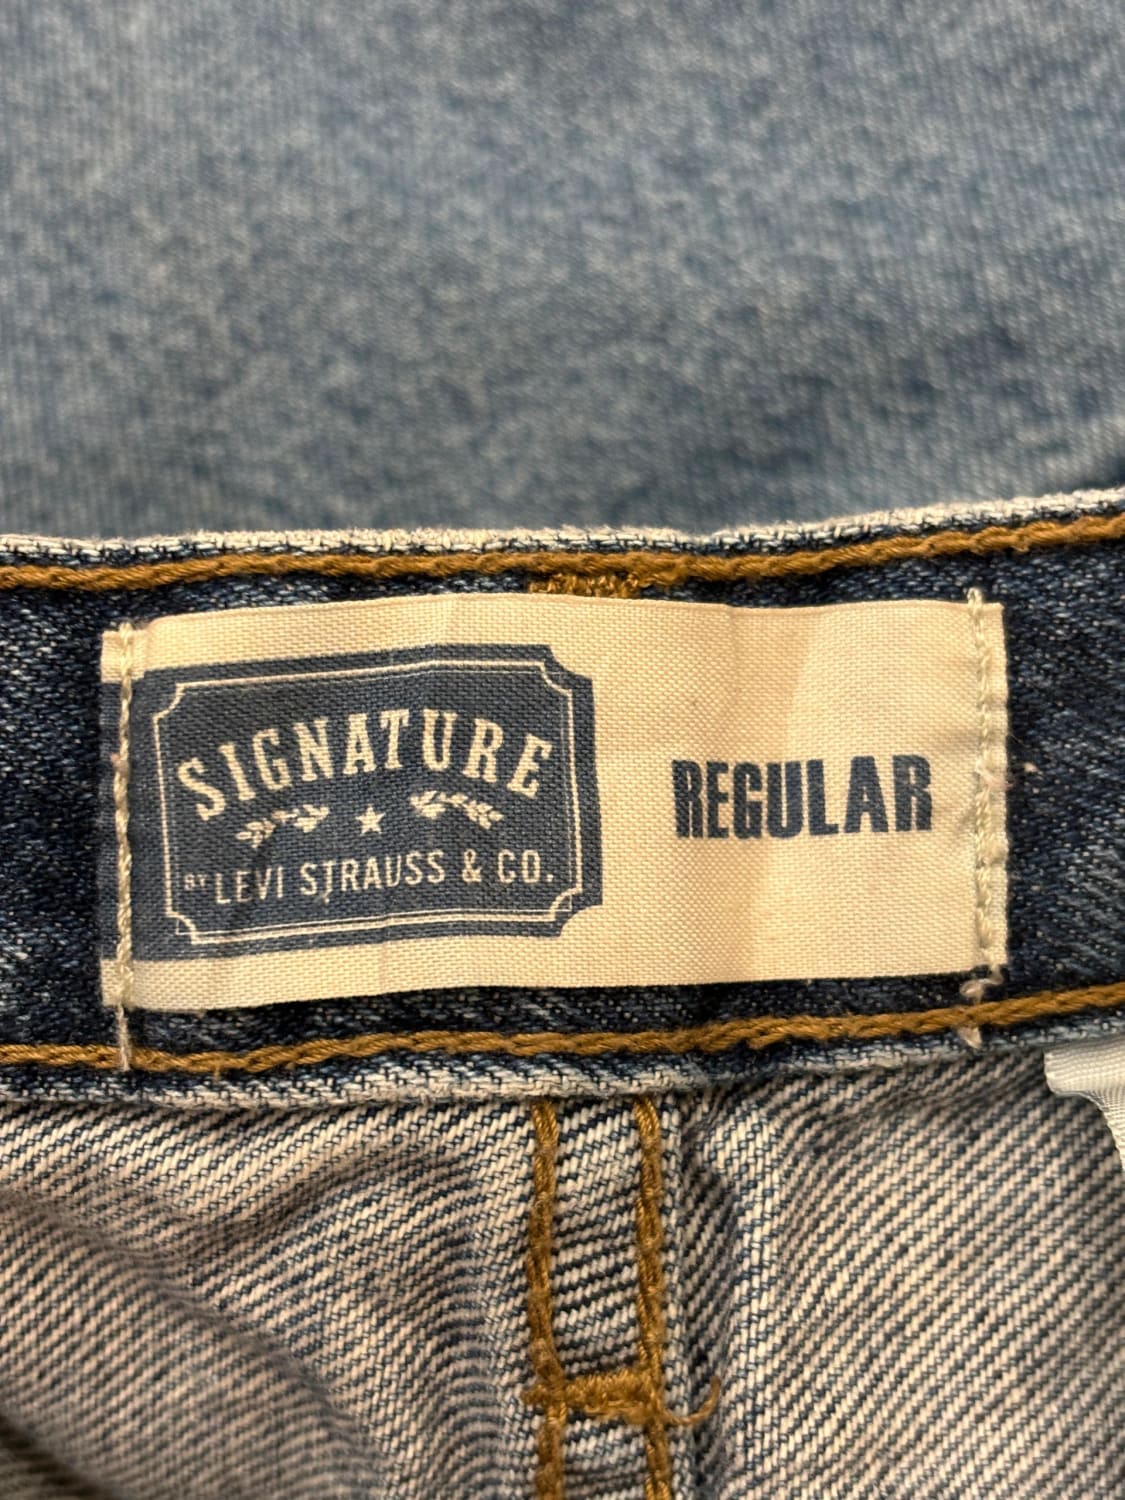 SIGNATURE
BY LEVI STRAUSS & CO.
REGULAR